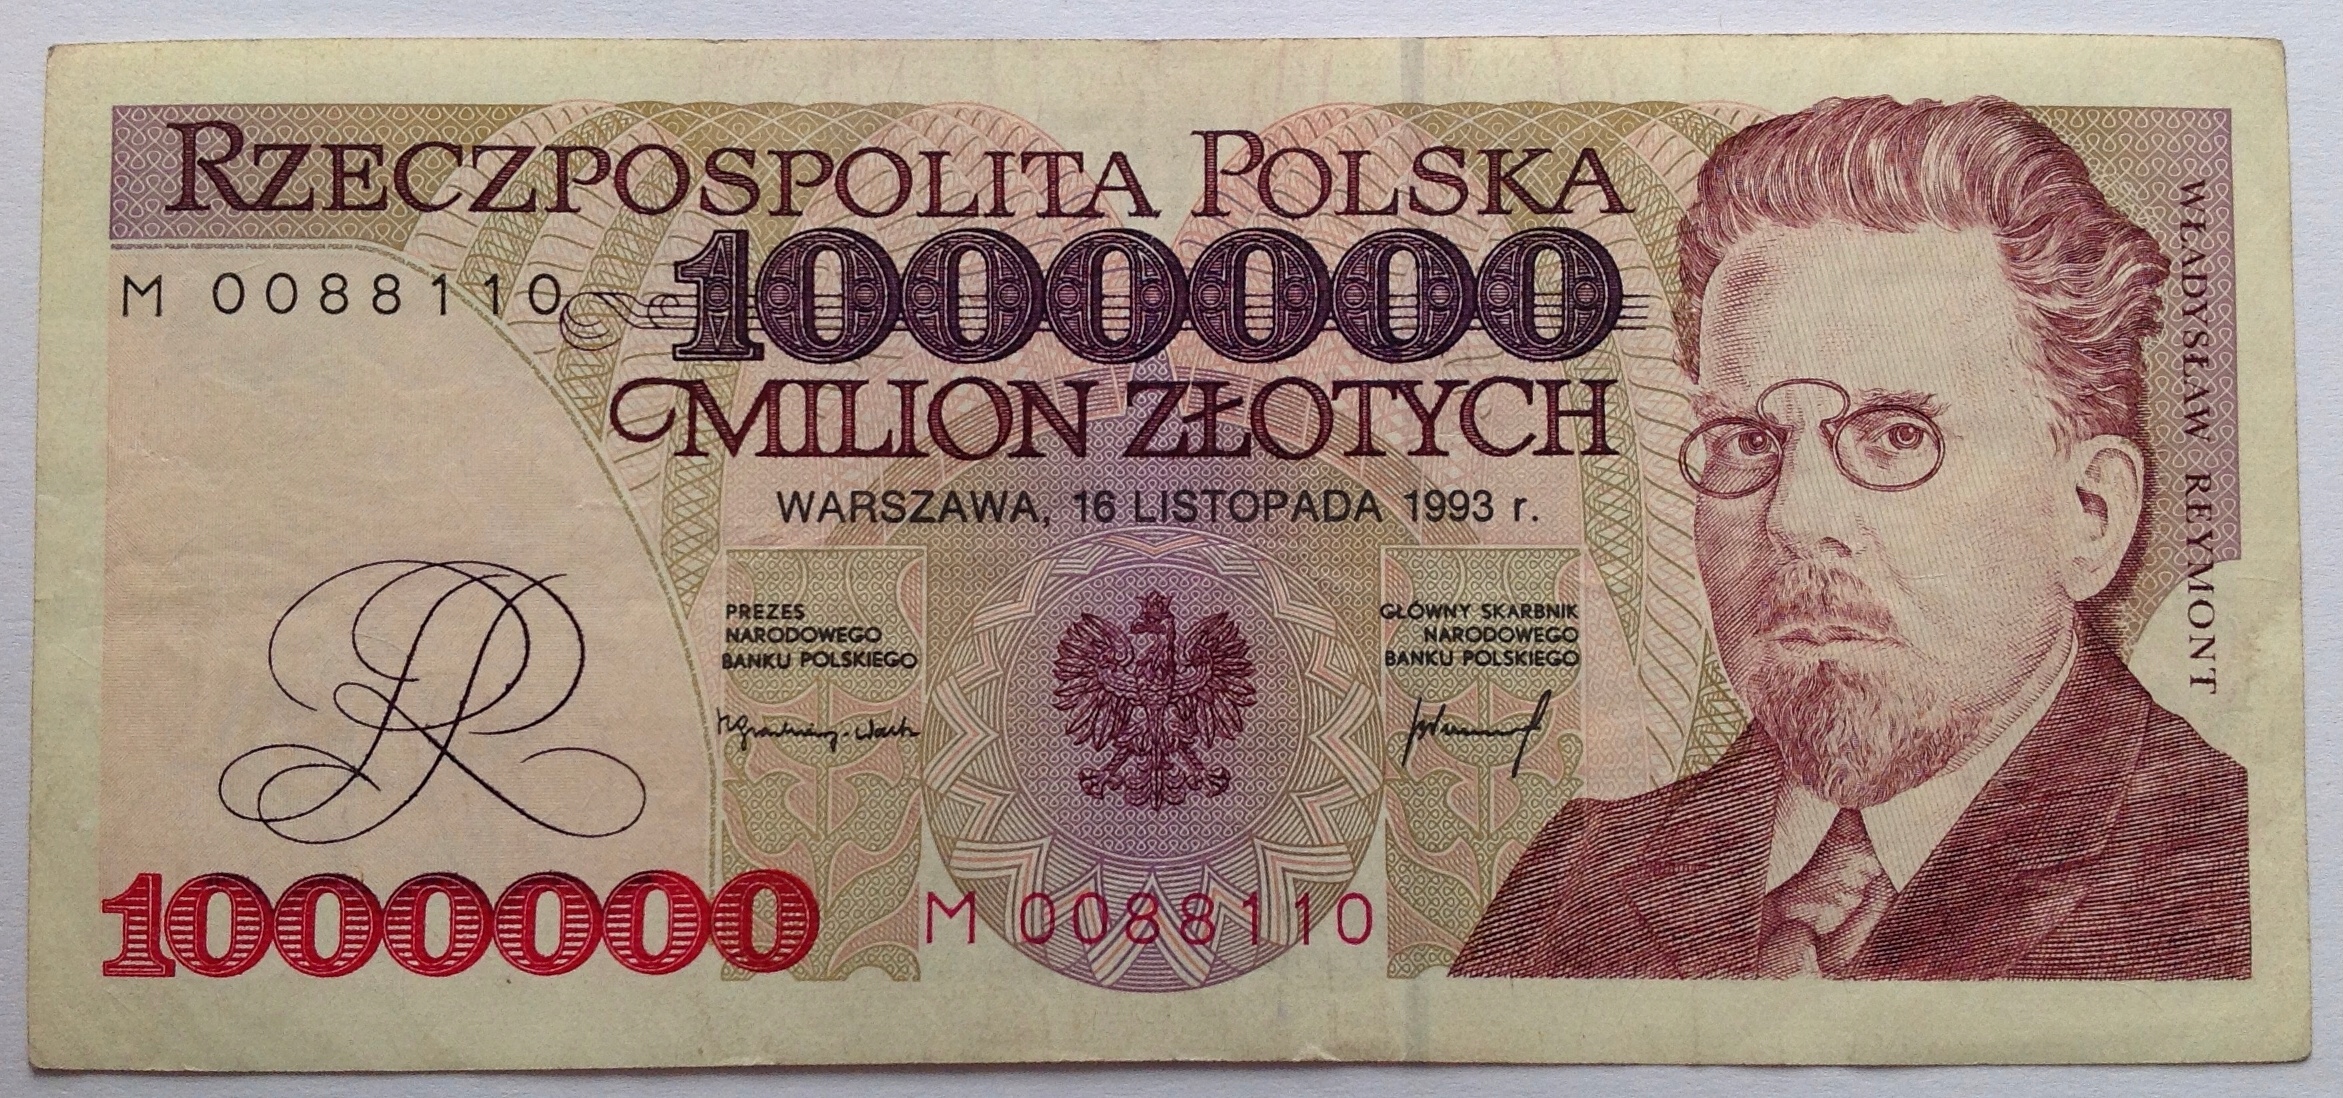 RZECZPOSPOLITA POLSKA
M 0088110
1000000
MILION ZŁOTYCH
WARSZAWA, 16 LISTOPADA 1993 r.
PREZES
NARODOWEGO
BANKU POLSKIEGO
GŁÓWNY SKARBNIK
NARODOWEGO
BANKU POLSKIEGO
1000000
M 0088110
WŁADYSŁAW REYMONT